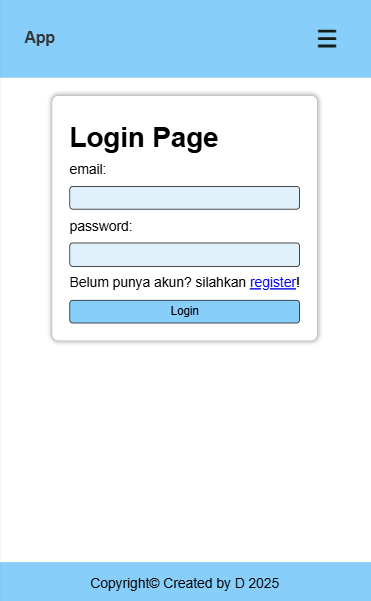 App
Login Page
email:
password:
Belum punya akun? silahkan register!
Login
Copyright© Created by D 2025